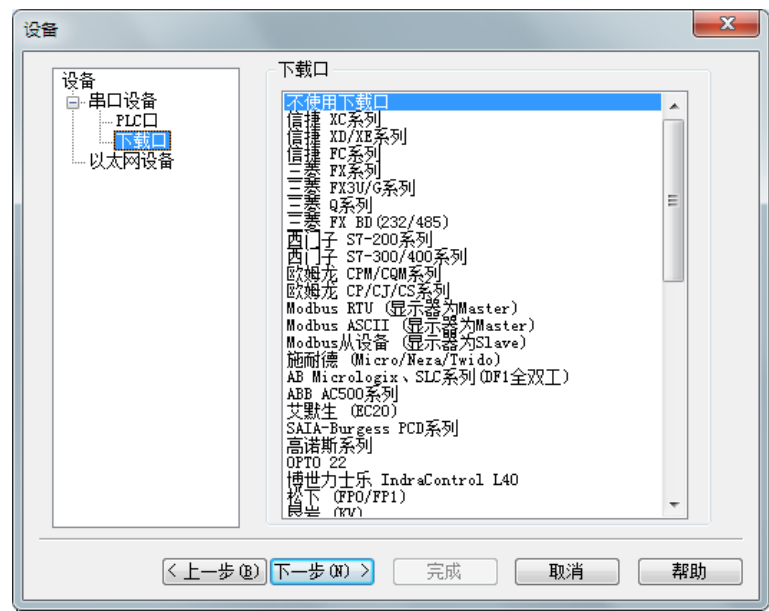 设备
设备
串口设备
PLC口
下载口
以太网设备
下载口
不使用下载口
信捷 XC系列
信捷 XD/XE系列
信捷 FC系列
三菱 FX系列
三菱 FX3U/G系列
三菱 Q系列
三菱 FX BD(232/485)
西门子 S7-200系列
西门子 S7-300/400系列
欧姆龙 CPM/CQM系列
欧姆龙 CP/CJ/CS系列
Modbus RTU (显示器为Master)
Modbus ASCII (显示器为Master)
Modbus从设备 (显示器为Slave)
施耐德 (Micro/Neza/Twido)
AB Micrologix、SLC系列(DF1全双工)
ABB AC500系列
艾默生 (EC20)
SAIA-Burgess PCD系列
高诺斯系列
OPTO 22
博世力士乐 IndraControl L40
松下 (FP0/FP1)
(KV)
< 上一步(B)
下一步(N) >
完成
取消
帮助